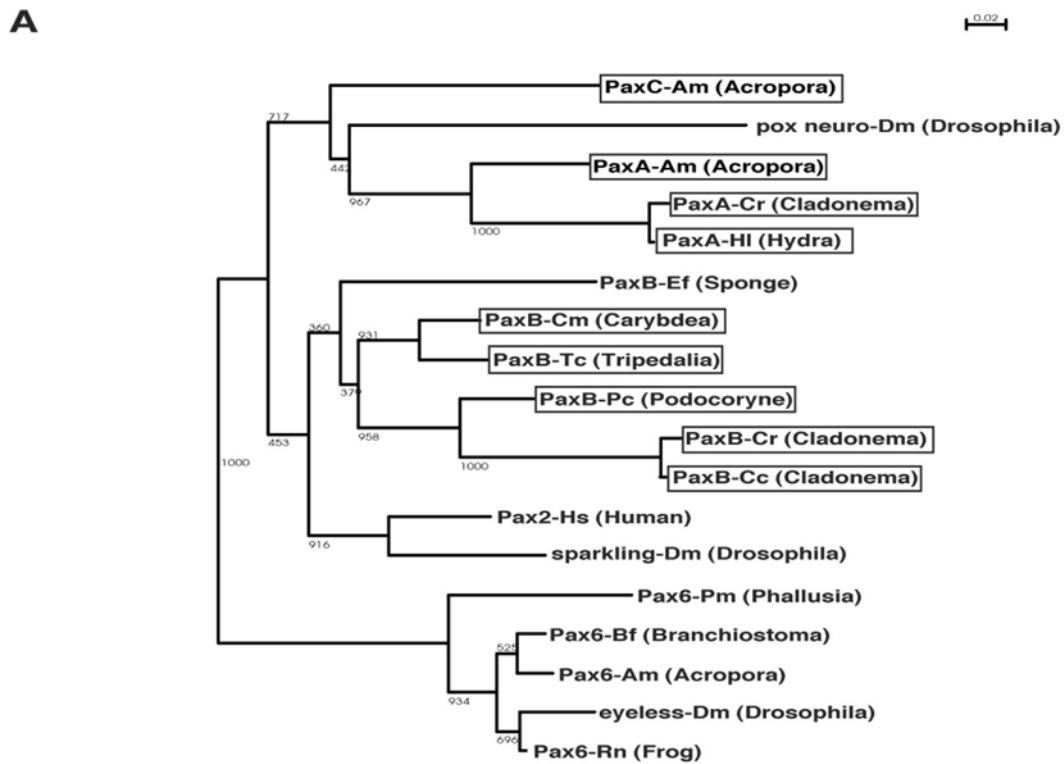 A
0.02
PaxC-Am (Acropora)
717
pox neuro-Dm (Drosophila)
442
PaxA-Am (Acropora)
967
PaxA-Cr (Cladonema)
1000
PaxA-Hl (Hydra)
PaxB-Ef (Sponge)
360
PaxB-Cm (Carybdea)
931
PaxB-Tc (Tripedalia)
379
PaxB-Pc (Podocoryne)
958
453
PaxB-Cr (Cladonema)
1000
1000
PaxB-Cc (Cladonema)
Pax2-Hs (Human)
916
sparkling-Dm (Drosophila)
Pax6-Pm (Phallusia)
Pax6-Bf (Branchiostoma)
525
Pax6-Am (Acropora)
934
eyeless-Dm (Drosophila)
696
Pax6-Rn (Frog)